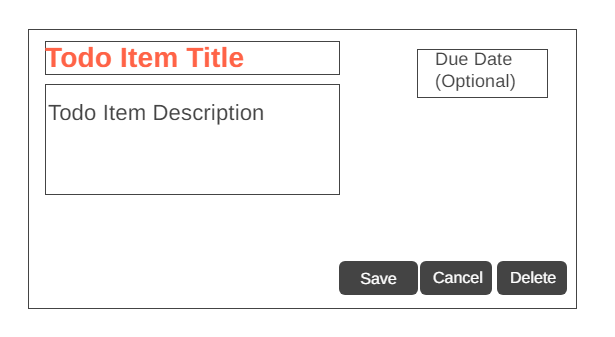 Todo Item Title
Due Date
(Optional)
Todo Item Description
Save
Cancel
Delete